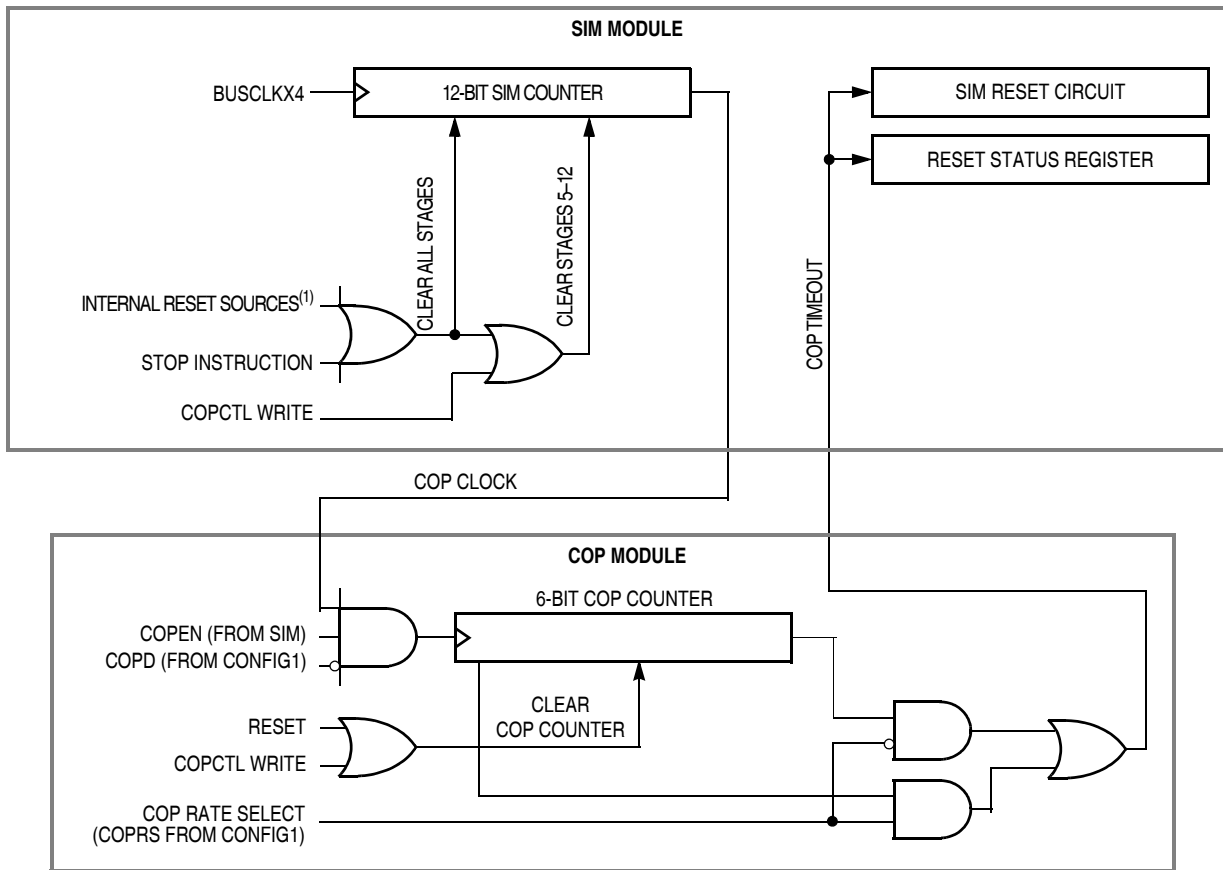 SIM MODULE
BUSCLKX4
12-BIT SIM COUNTER
SIM RESET CIRCUIT
RESET STATUS REGISTER
CLEAR ALL STAGES
CLEAR STAGES 5–12
INTERNAL RESET SOURCES(1)
STOP INSTRUCTION
COPCTL WRITE
COP TIMEOUT
COP CLOCK
COP MODULE
6-BIT COP COUNTER
COPEN (FROM SIM)
COPD (FROM CONFIG1)
CLEAR
COP COUNTER
RESET
COPCTL WRITE
COP RATE SELECT
(COPRS FROM CONFIG1)